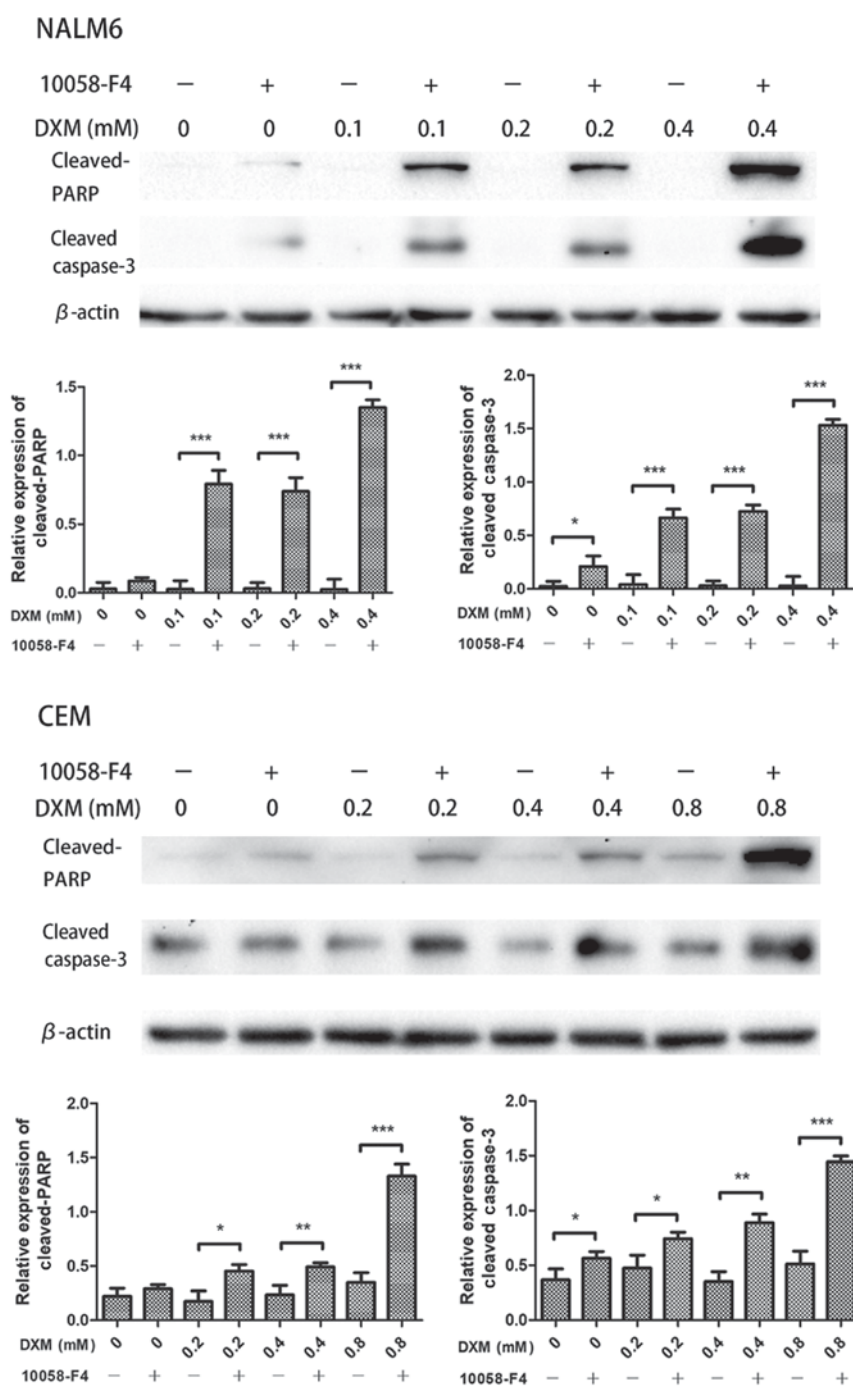 NALM6
10058-F4 − + − + − + − +
DXM (mM) 0 0 0.1 0.1 0.2 0.2 0.4 0.4
Cleaved-
PARP
Cleaved
caspase-3
β-actin
Relative expression of
cleaved-PARP
1.5
1.0
0.5
0.0
*** *** ***
DXM (mM) 0 0 0.1 0.1 0.2 0.2 0.4 0.4
10058-F4 − + − + − + − +
Relative expression of
cleaved caspase-3
2.0
1.5
1.0
0.5
0.0
* *** *** ***
DXM (mM) 0 0 0.1 0.1 0.2 0.2 0.4 0.4
10058-F4 − + − + − + − +
CEM
10058-F4 − + − + − + − +
DXM (mM) 0 0 0.2 0.2 0.4 0.4 0.8 0.8
Cleaved-
PARP
Cleaved
caspase-3
β-actin
Relative expression of
cleaved-PARP
2.0
1.5
1.0
0.5
0.0
* ** ***
DXM (mM) 0 0 0.2 0.2 0.4 0.4 0.8 0.8
10058-F4 − + − + − + − +
Relative expression of
cleaved caspase-3
2.0
1.5
1.0
0.5
0.0
* * ** ***
DXM (mM) 0 0 0.2 0.2 0.4 0.4 0.8 0.8
10058-F4 − + − + − + − +